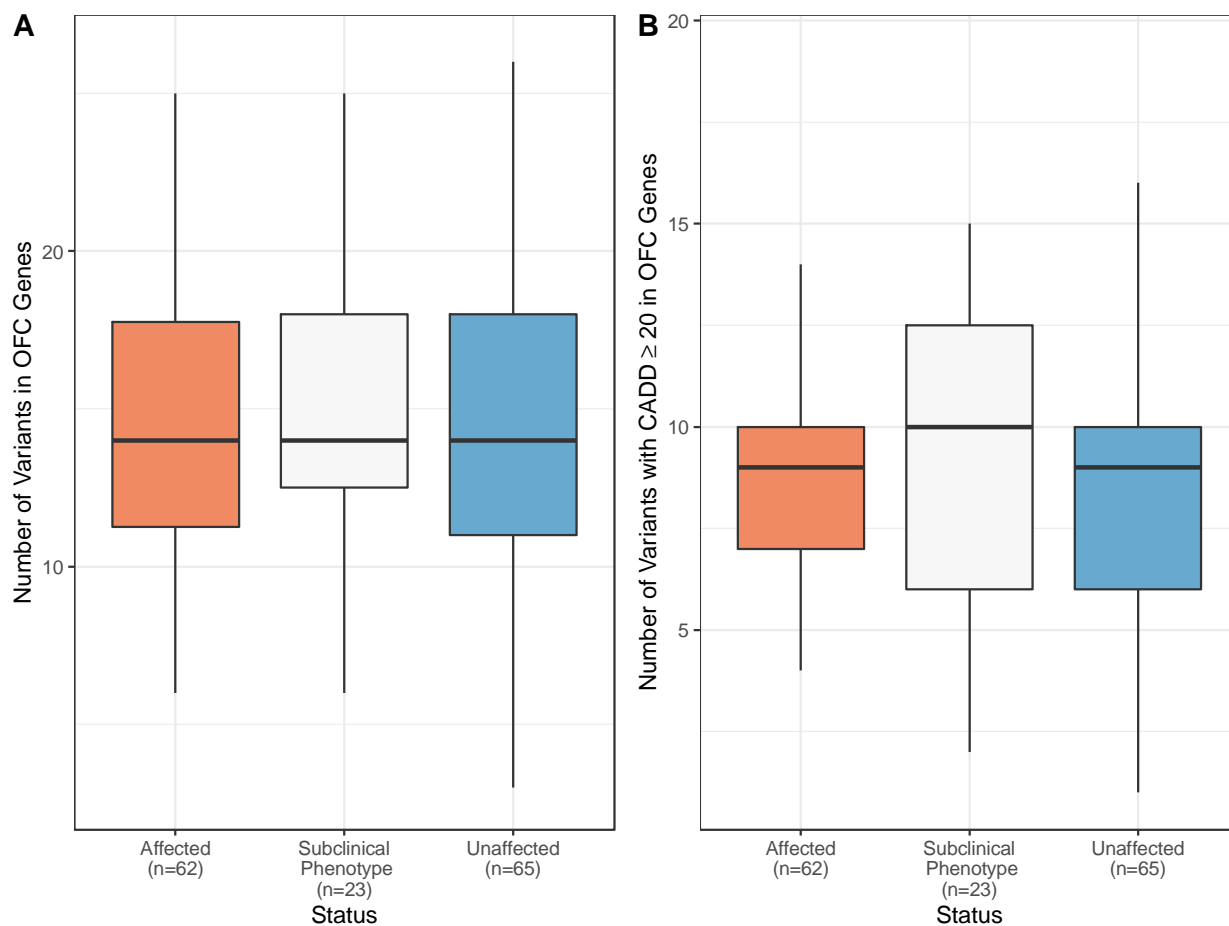 A
Number of Variants in OFC Genes
20
10
Affected
(n=62)
Subclinical
Phenotype
(n=23)
Unaffected
(n=65)
Status
B
Number of Variants with CADD ≥ 20 in OFC Genes
20
15
10
5
Affected
(n=62)
Subclinical
Phenotype
(n=23)
Unaffected
(n=65)
Status